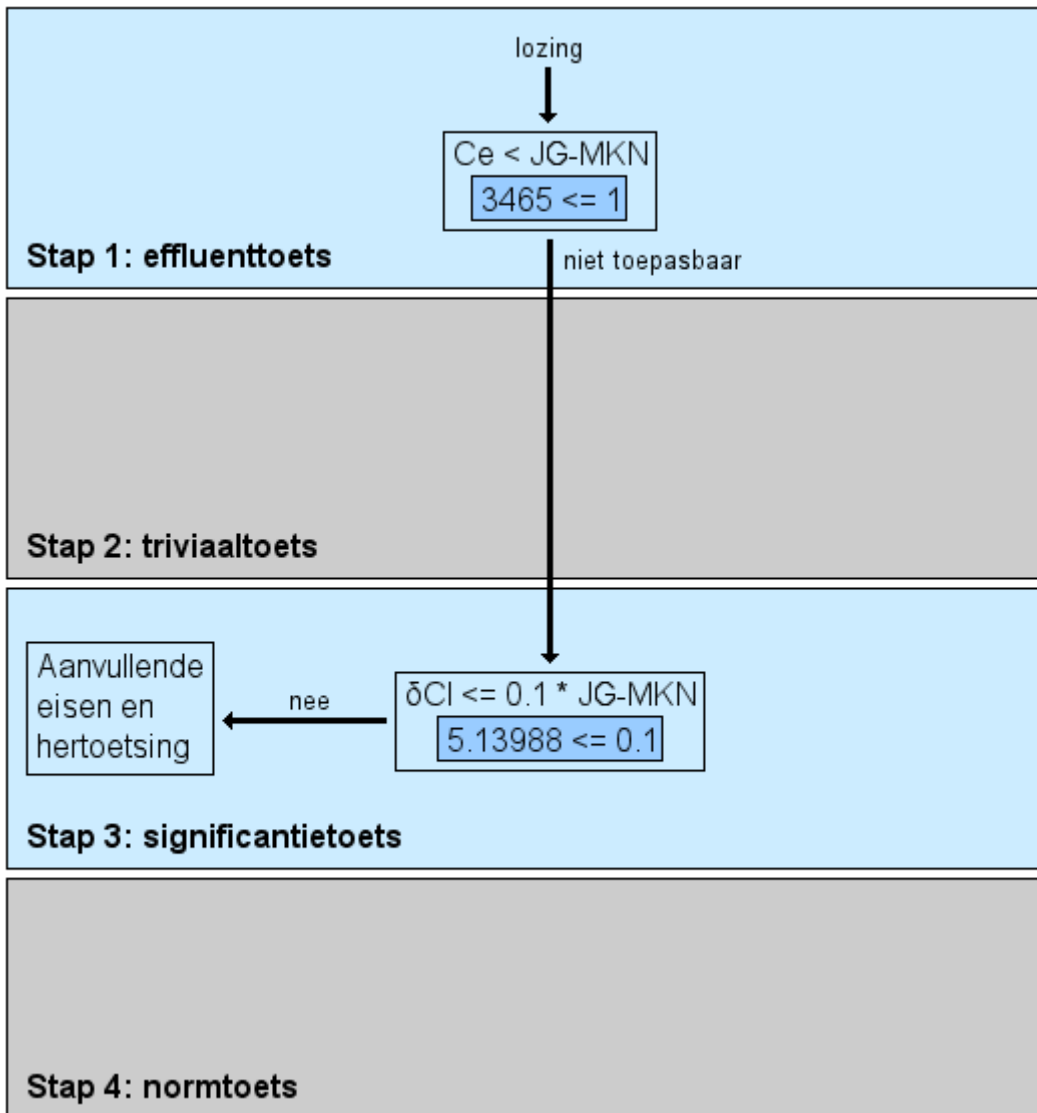 lozing
Ce < JG-MKN
3465 <= 1
Stap 1: effluenttoets
niet toepasbaar
Stap 2: triviaaltoets
Aanvullende
eisen en
hertoetsing
nee
δCl <= 0.1 * JG-MKN
5.13988 <= 0.1
Stap 3: significantietoets
Stap 4: normtoets